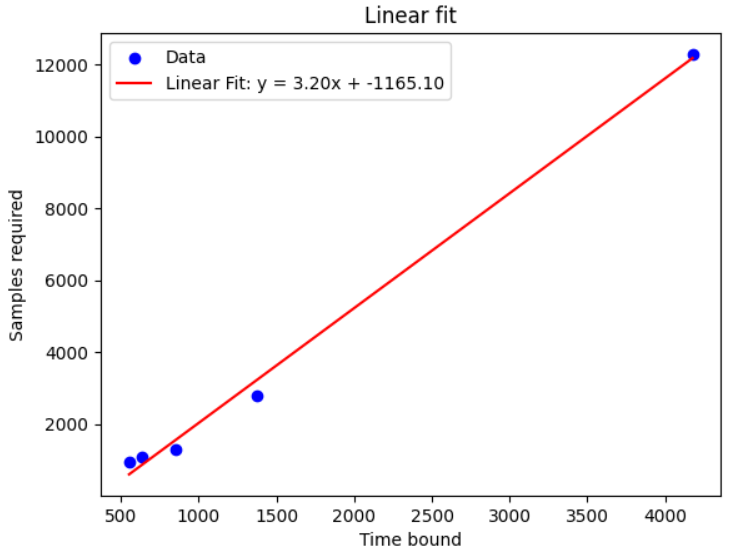 Linear fit
Data
Linear Fit: y = 3.20x + -1165.10
12000
10000
8000
6000
4000
2000
Samples required
500 1000 1500 2000 2500 3000 3500 4000
Time bound